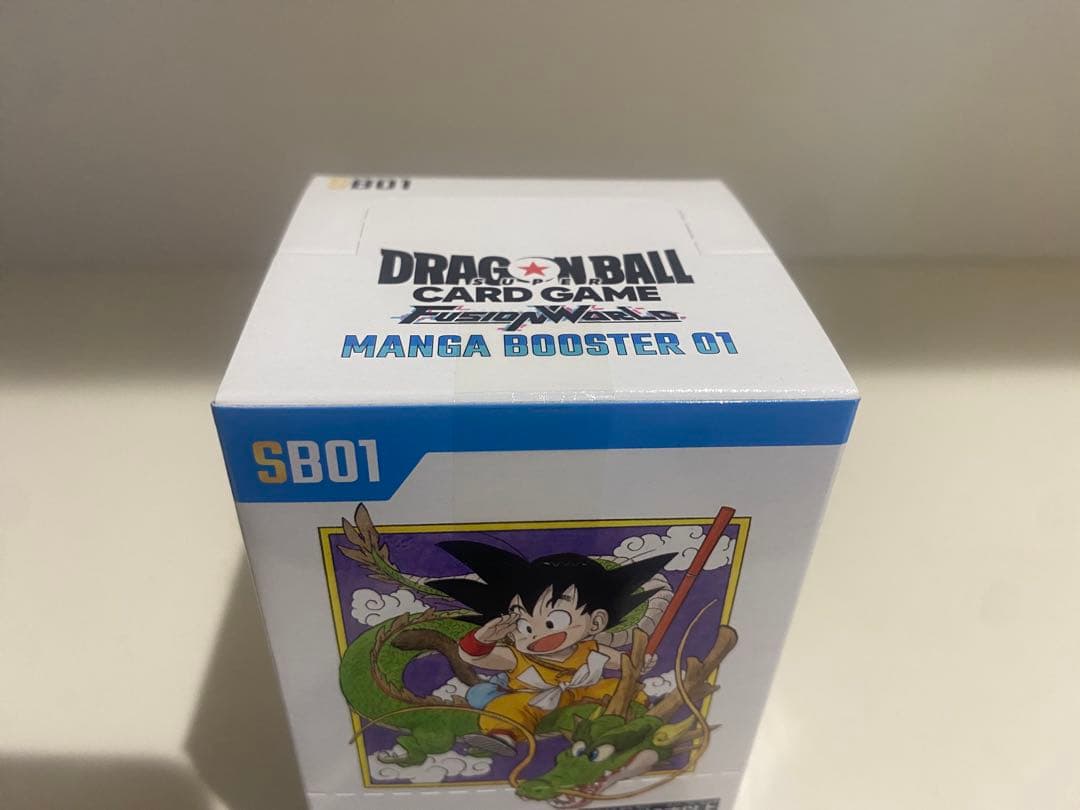 SB01
DRAGON BALL
SUPER
CARD GAME
FUSION WORLD
MANGA BOOSTER 01
SB01